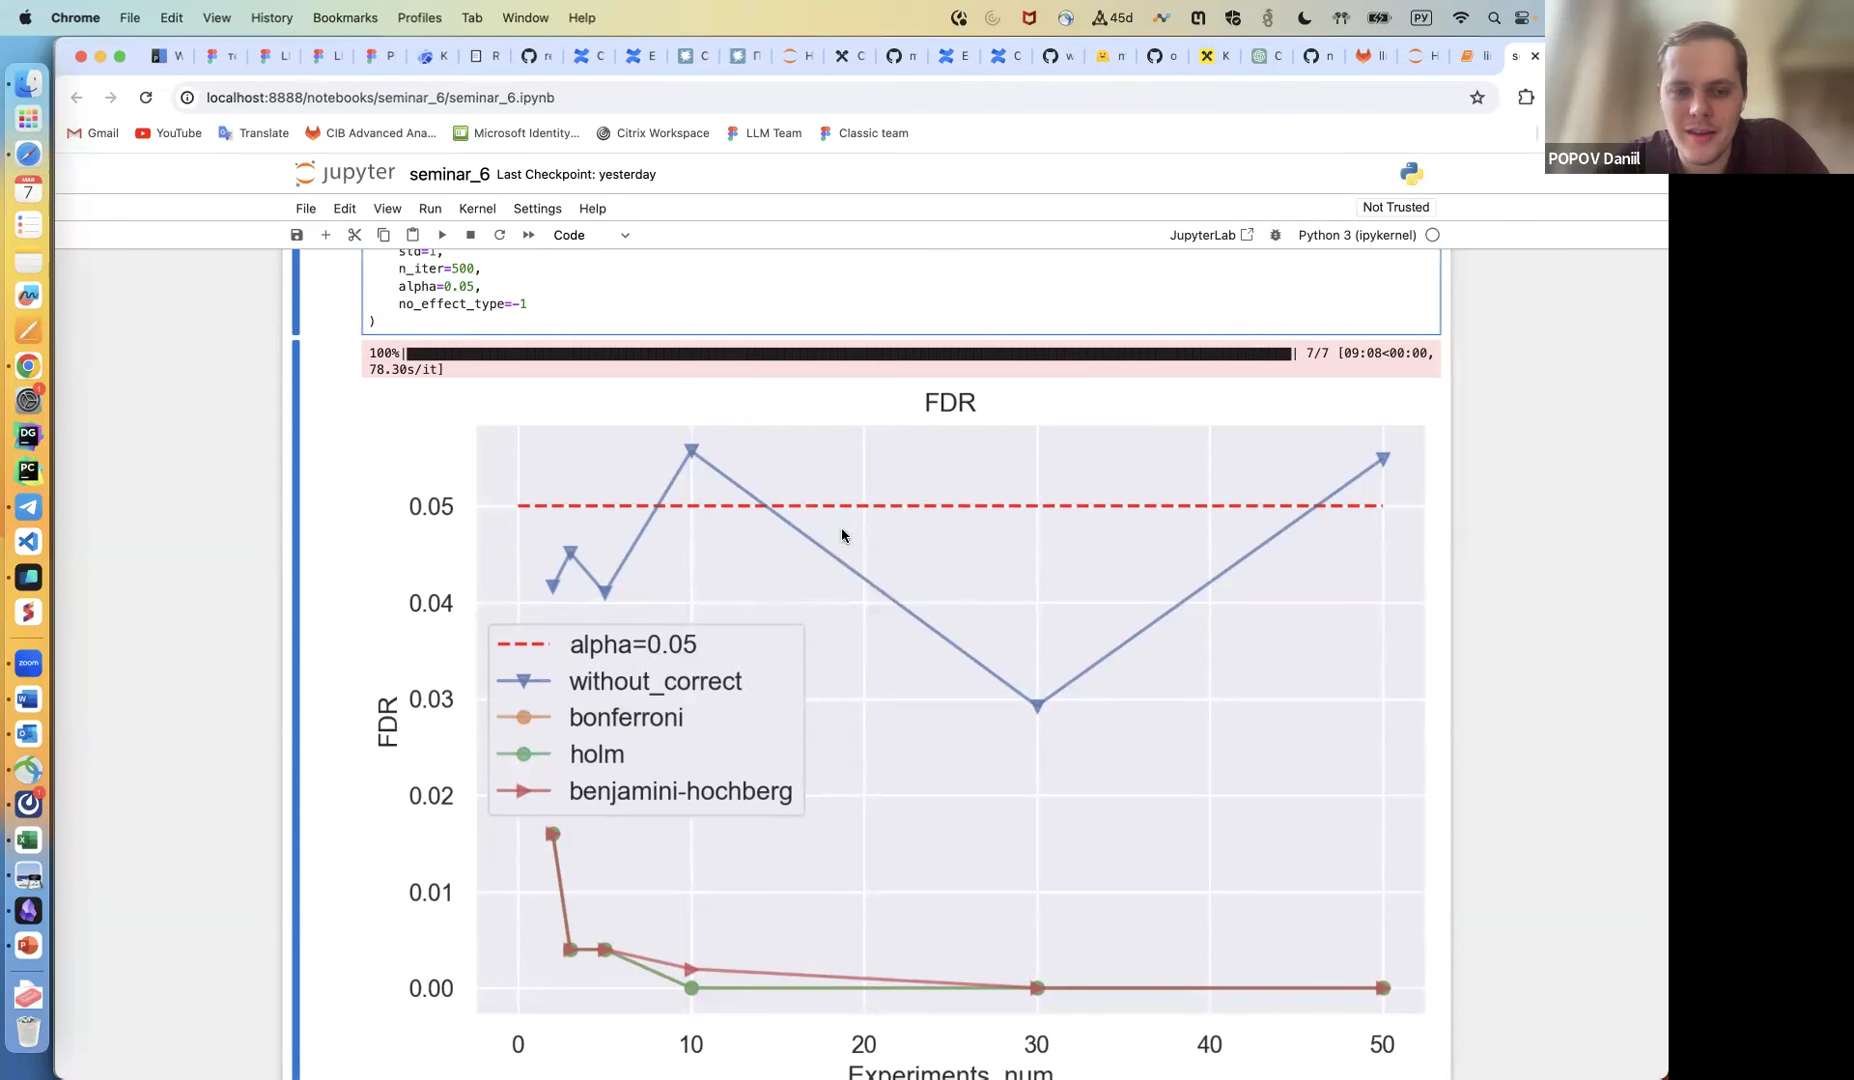 Chrome File Edit View History Bookmarks Profiles Tab Window Help
45d
РУ
localhost:8888/notebooks/seminar_6/seminar_6.ipynb
Gmail YouTube Translate CIB Advanced Ana... Microsoft Identity... Citrix Workspace LLM Team Classic team
POPOV Daniil
jupyter seminar_6 Last Checkpoint: yesterday
File Edit View Run Kernel Settings Help
Not Trusted
Code
JupyterLab
Python 3 (ipykernel)
std=1,
n_iter=500,
alpha=0.05,
no_effect_type=-1
)
100%| | 7/7 [09:08<00:00,
78.30s/it]
FDR
0.05
0.04
0.03
0.02
0.01
0.00
FDR
alpha=0.05
without_correct
bonferroni
holm
benjamini-hochberg
0 10 20 30 40 50
Experiments_num